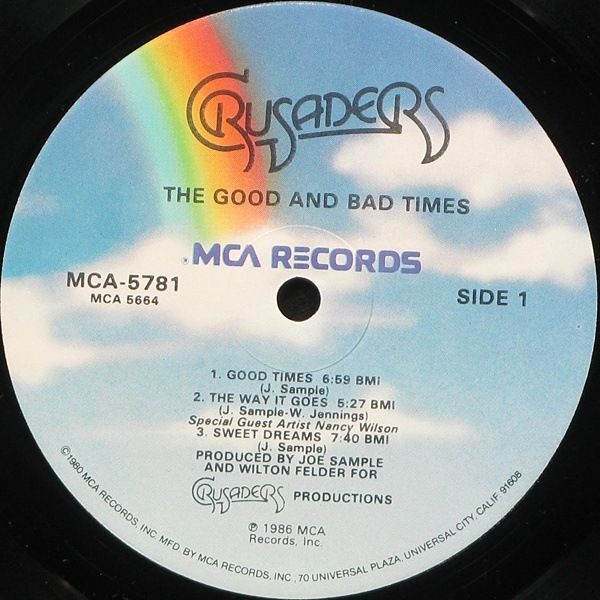 CRUSADERS
THE GOOD AND BAD TIMES
® MCA RECORDS
MCA-5781
MCA 5664
SIDE 1
1. GOOD TIMES 6:59 BMI
(J. Sample)
2. THE WAY IT GOES 5:27 BMI
(J. Sample-W. Jennings)
Special Guest Artist Nancy Wilson
3. SWEET DREAMS 7:40 BMI
(J. Sample)
PRODUCED BY JOE SAMPLE
AND WILTON FELDER FOR
CRUSADERS PRODUCTIONS
℗ 1986 MCA
Records, Inc.
©1980 MCA RECORDS, INC. MFD. BY MCA RECORDS, INC., 70 UNIVERSAL PLAZA, UNIVERSAL CITY, CALIF. 91608